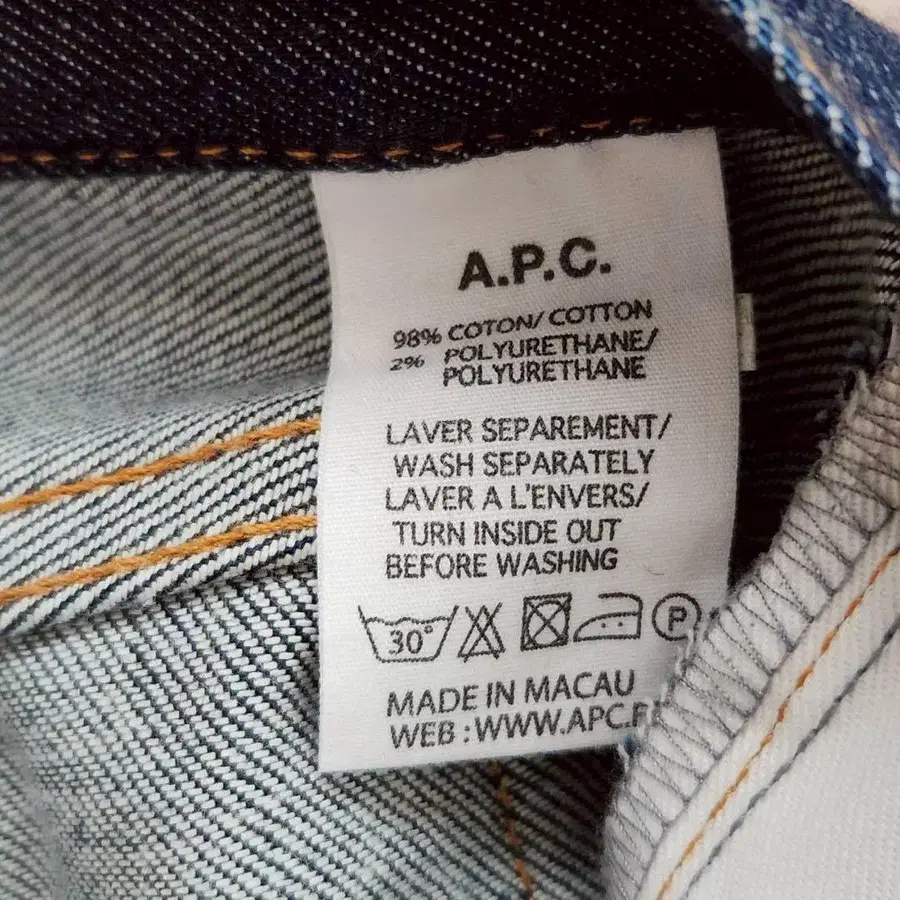 A.P.C.
98% COTON/ COTTON
2% POLYURETHANE/
POLYURETHANE
LAVER SEPAREMENT/
WASH SEPARATELY
LAVER A L'ENVERS/
TURN INSIDE OUT
BEFORE WASHING
30° P
MADE IN MACAU
WEB : WWW.APC.F